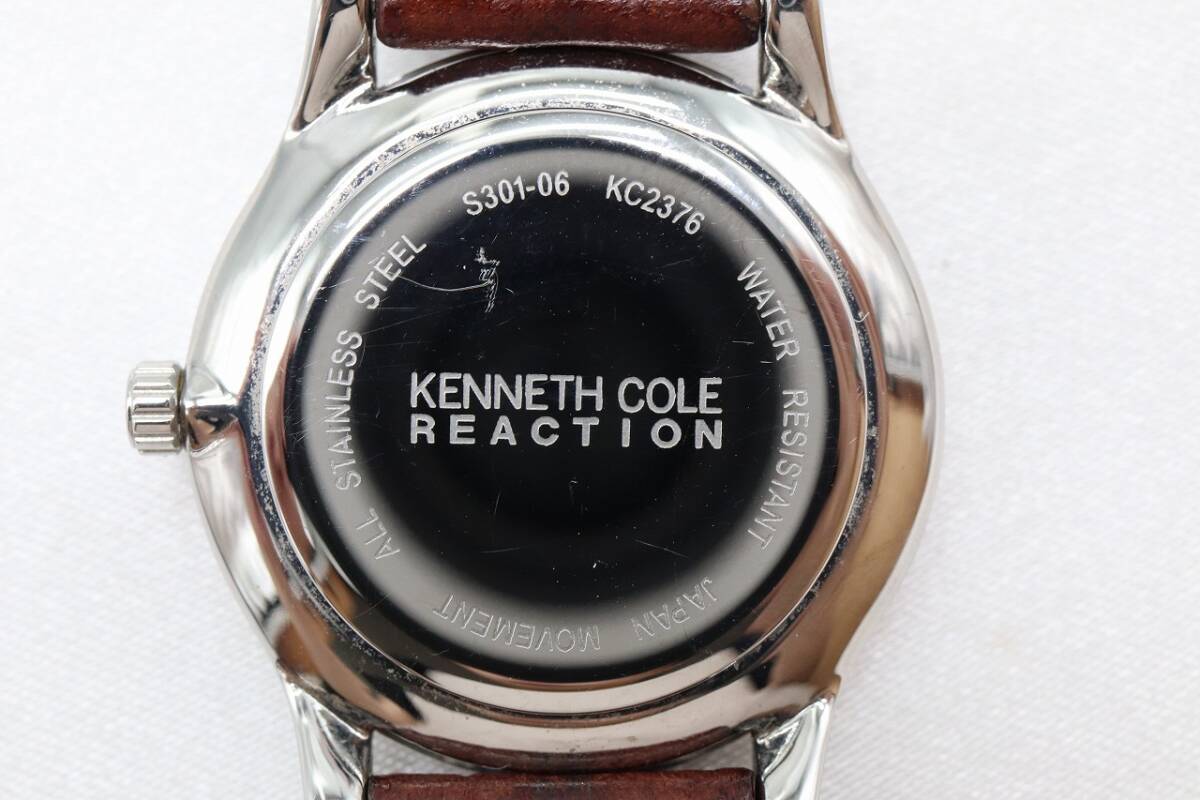 S301-06 KC2376 WATER RESISTANT JAPAN MOVEMENT ALL STAINLESS STEEL
KENNETH COLE
REACTION